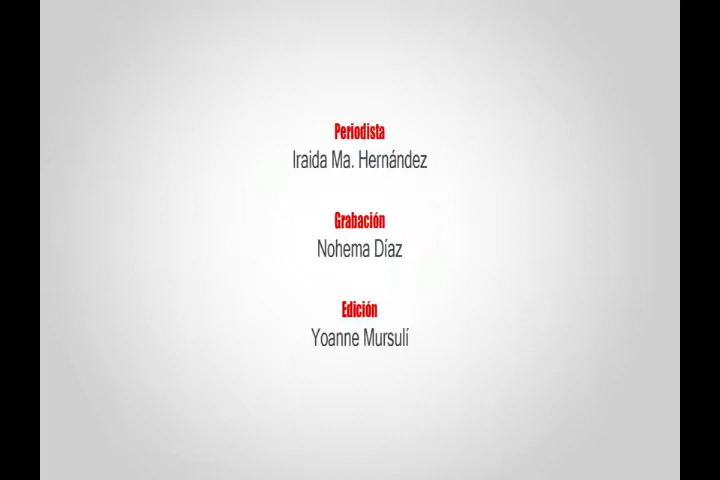 Periodista
Iraida Ma. Hernández
Grabación
Nohema Díaz
Edición
Yoanne Mursulí